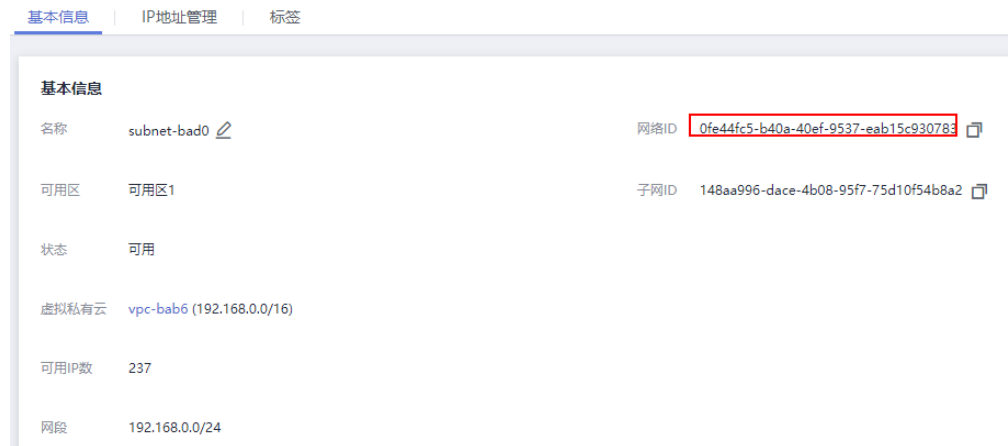 基本信息 IP地址管理 标签
基本信息
名称 subnet-bad0 网络ID 0fe44fc5-b40a-40ef-9537-eab15c930783
可用区 可用区1 子网ID 148aa996-dace-4b08-95f7-75d10f54b8a2
状态 可用
虚拟私有云 vpc-bab6 (192.168.0.0/16)
可用IP数 237
网段 192.168.0.0/24